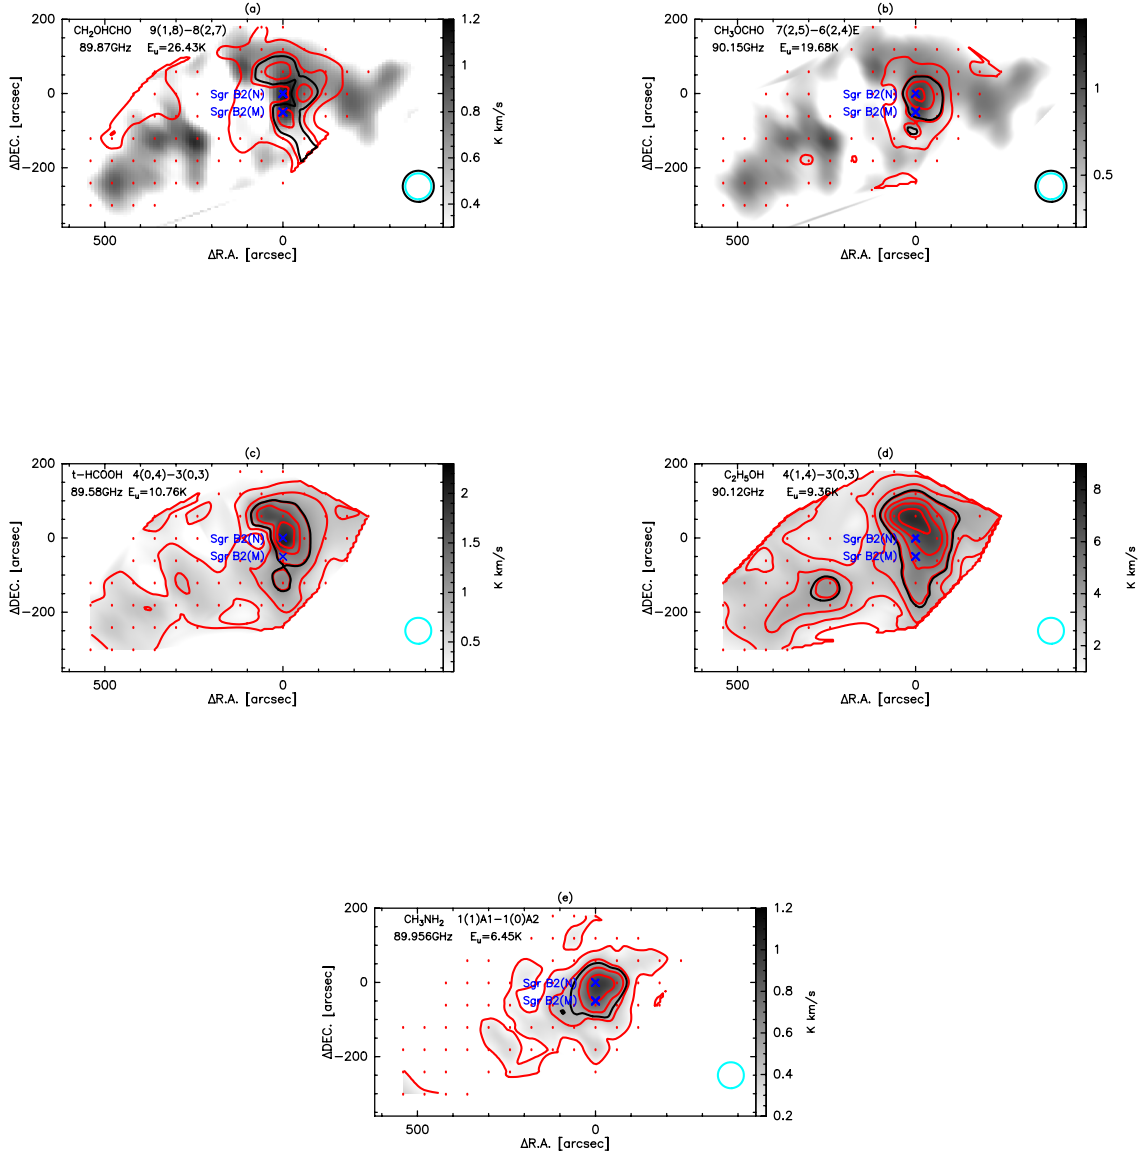 (a)
CH₂OHCHO 9(1,8)−8(2,7)
89.87GHz Eᵤ=26.43K
200
0
−200
ΔDEC. [arcsec]
Sgr B2(N)
Sgr B2(M)
500
0
ΔR.A. [arcsec]
1.2
1
0.8
0.6
0.4
K km/s
(b)
CH₃OCHO 7(2,5)−6(2,4)E
90.15GHz Eᵤ=19.68K
200
0
−200
ΔDEC. [arcsec]
Sgr B2(N)
Sgr B2(M)
500
0
ΔR.A. [arcsec]
1
0.5
K km/s
(c)
t−HCOOH 4(0,4)−3(0,3)
89.58GHz Eᵤ=10.76K
200
0
−200
ΔDEC. [arcsec]
Sgr B2(N)
Sgr B2(M)
500
0
ΔR.A. [arcsec]
2
1.5
1
0.5
K km/s
(d)
C₂H₅OH 4(1,4)−3(0,3)
90.12GHz Eᵤ=9.36K
200
0
−200
ΔDEC. [arcsec]
Sgr B2(N)
Sgr B2(M)
500
0
ΔR.A. [arcsec]
8
6
4
2
K km/s
(e)
CH₃NH₂ 1(1)A1−1(0)A2
89.956GHz Eᵤ=6.45K
200
0
−200
ΔDEC. [arcsec]
Sgr B2(N)
Sgr B2(M)
500
0
ΔR.A. [arcsec]
1.2
1
0.8
0.6
0.4
0.2
K km/s